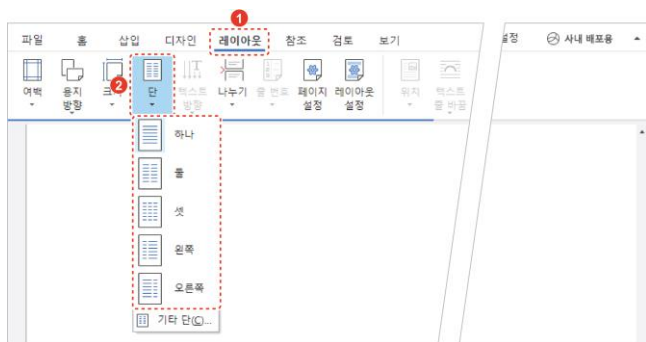 1
파일 홈 삽입 디자인 레이아웃 참조 검토 보기 설정 사내 배포용
여백 용지 방향 2 단 텍스트 방향 나누기 줄 번호 페이지 설정 레이아웃 설정 위치 텍스트 줄 바꿈
하나
둘
셋
왼쪽
오른쪽
기타 단(C)...